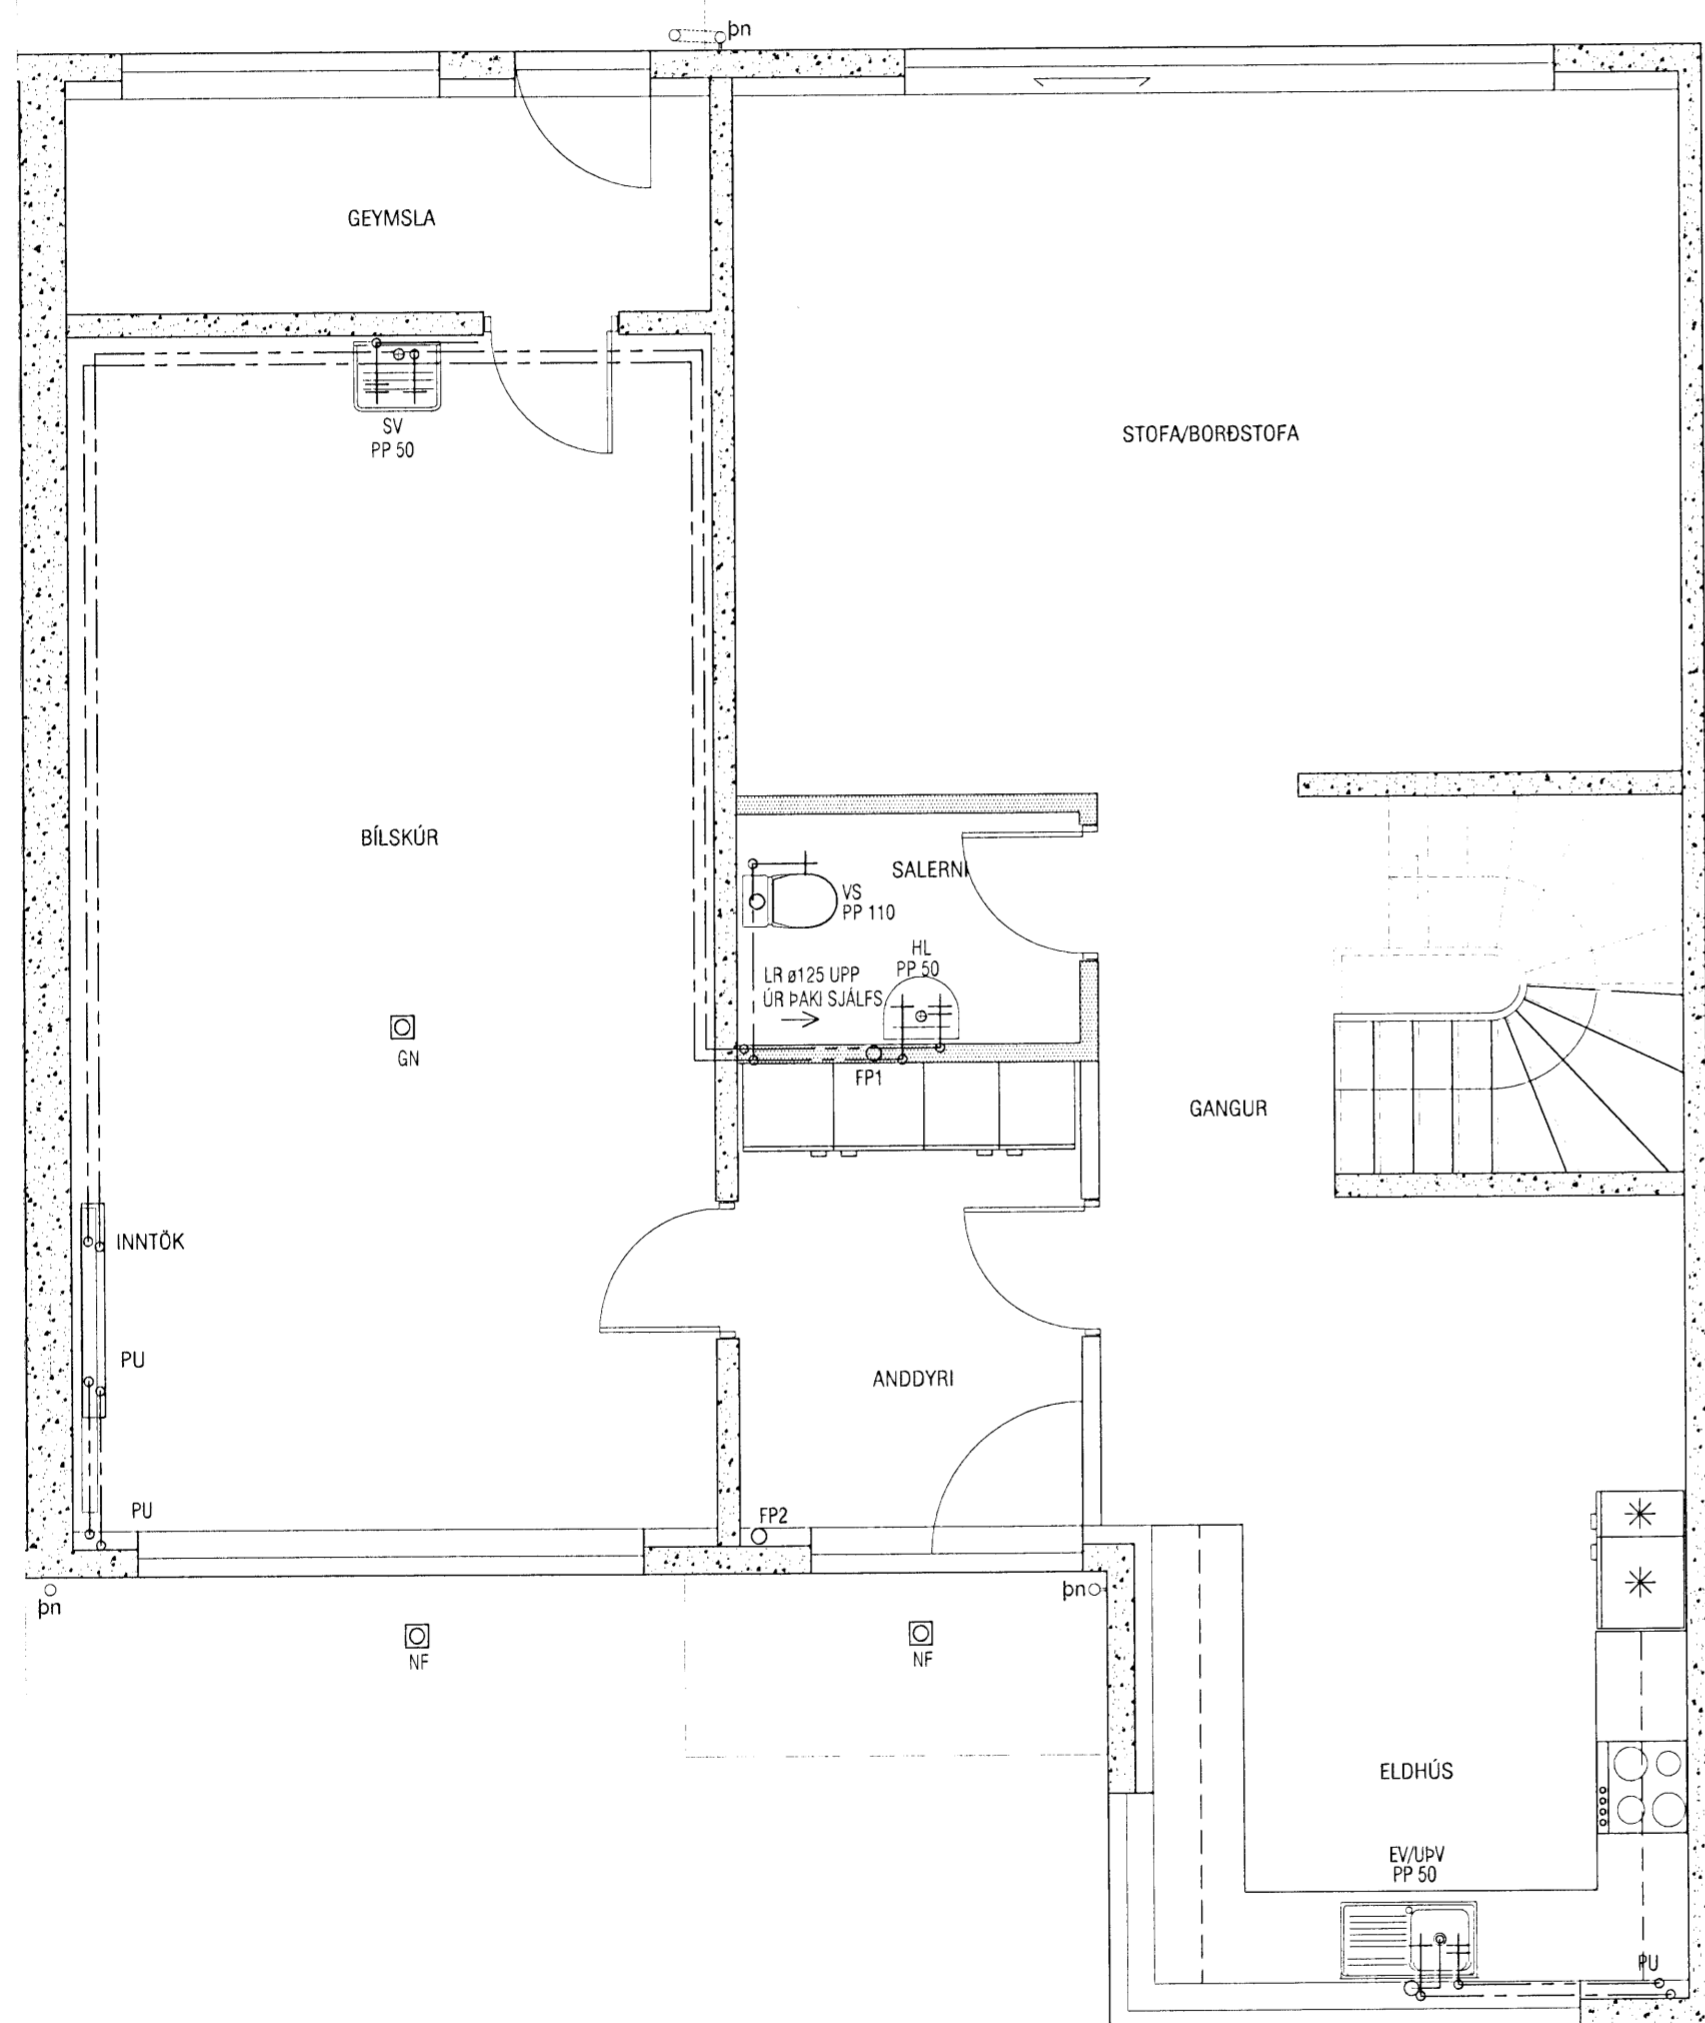 þn
GEYMSLA
SV
PP 50
STOFA/BORÐSTOFA
BÍLSKÚR
SALERNI
VS
PP 110
HL
PP 50
LR ø125 UPP
ÚR ÞAKI SJÁLFS
GN
FP1
GANGUR
INNTÖK
PU
ANDDYRI
PU
FP2
þn
þn
NF
NF
ELDHÚS
EV/UÞV
PP 50
PU